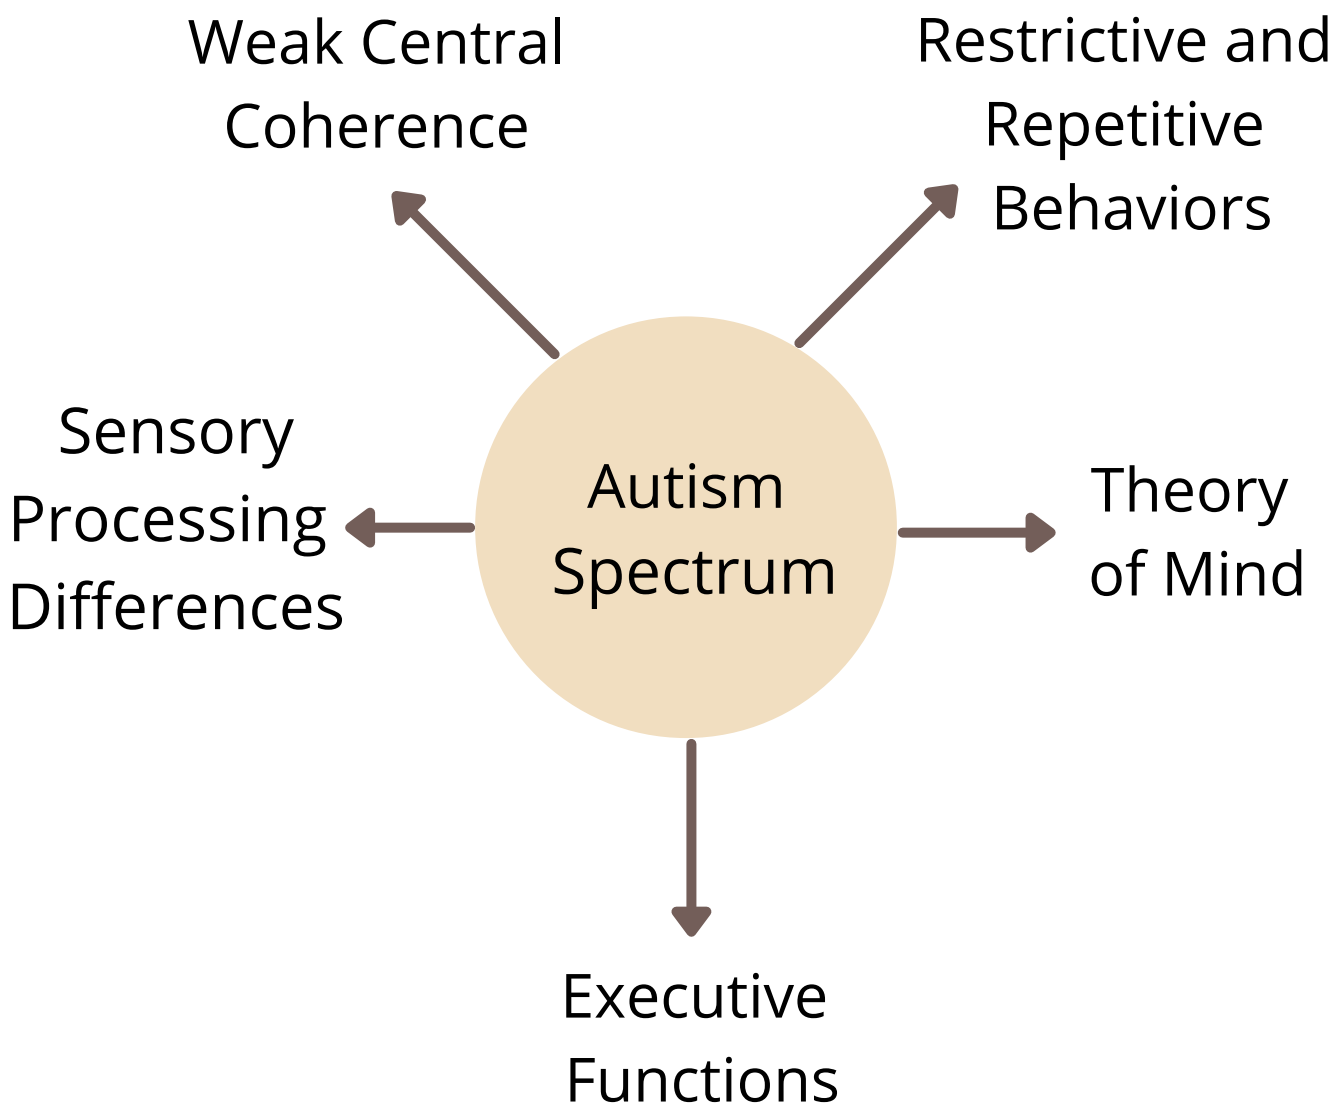 Weak Central
Coherence
Restrictive and
Repetitive
Behaviors
Sensory
Processing
Differences
Autism
Spectrum
Theory
of Mind
Executive
Functions